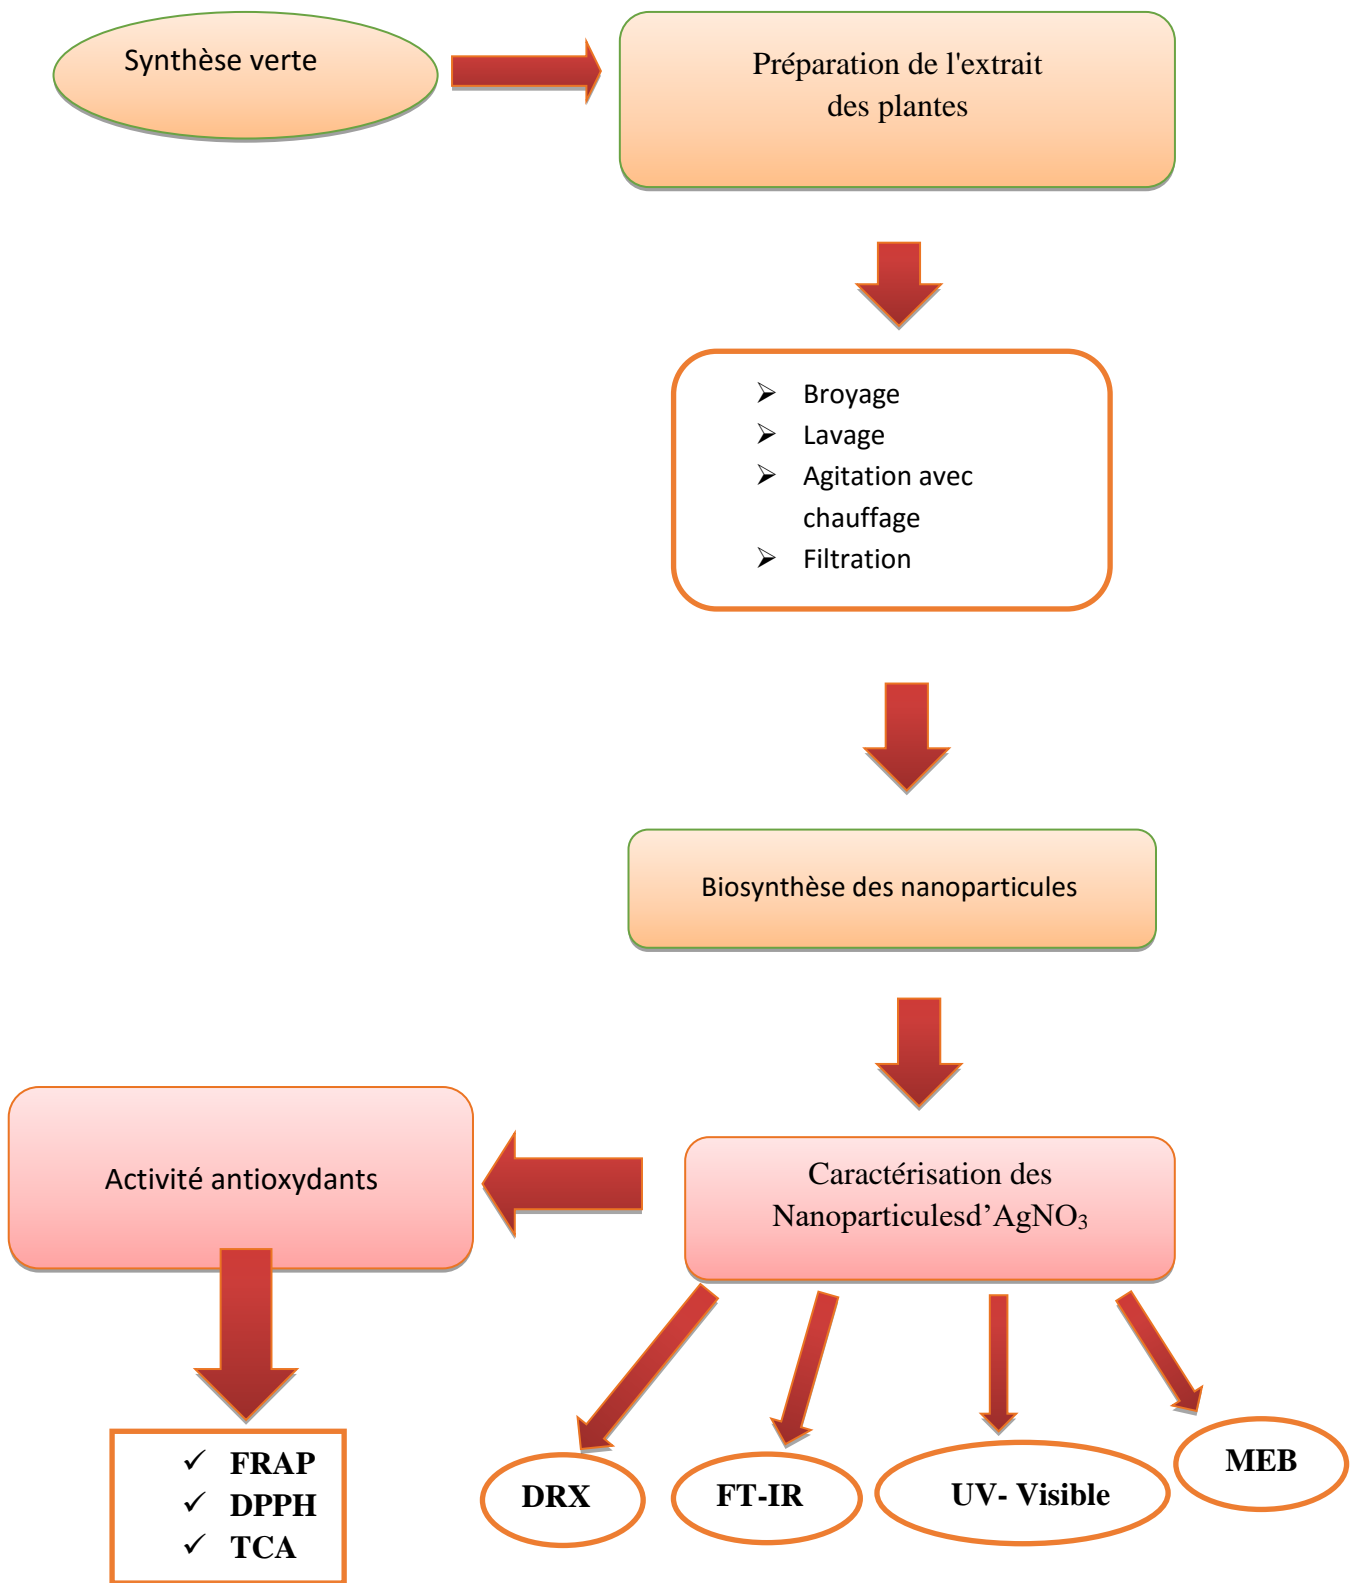 Synthèse verte
Préparation de l'extrait
des plantes
➢ Broyage
➢ Lavage
➢ Agitation avec
chauffage
➢ Filtration
Biosynthèse des nanoparticules
Caractérisation des
Nanoparticulesd’AgNO₃
Activité antioxydants
✓ FRAP
✓ DPPH
✓ TCA
DRX
FT-IR
UV- Visible
MEB